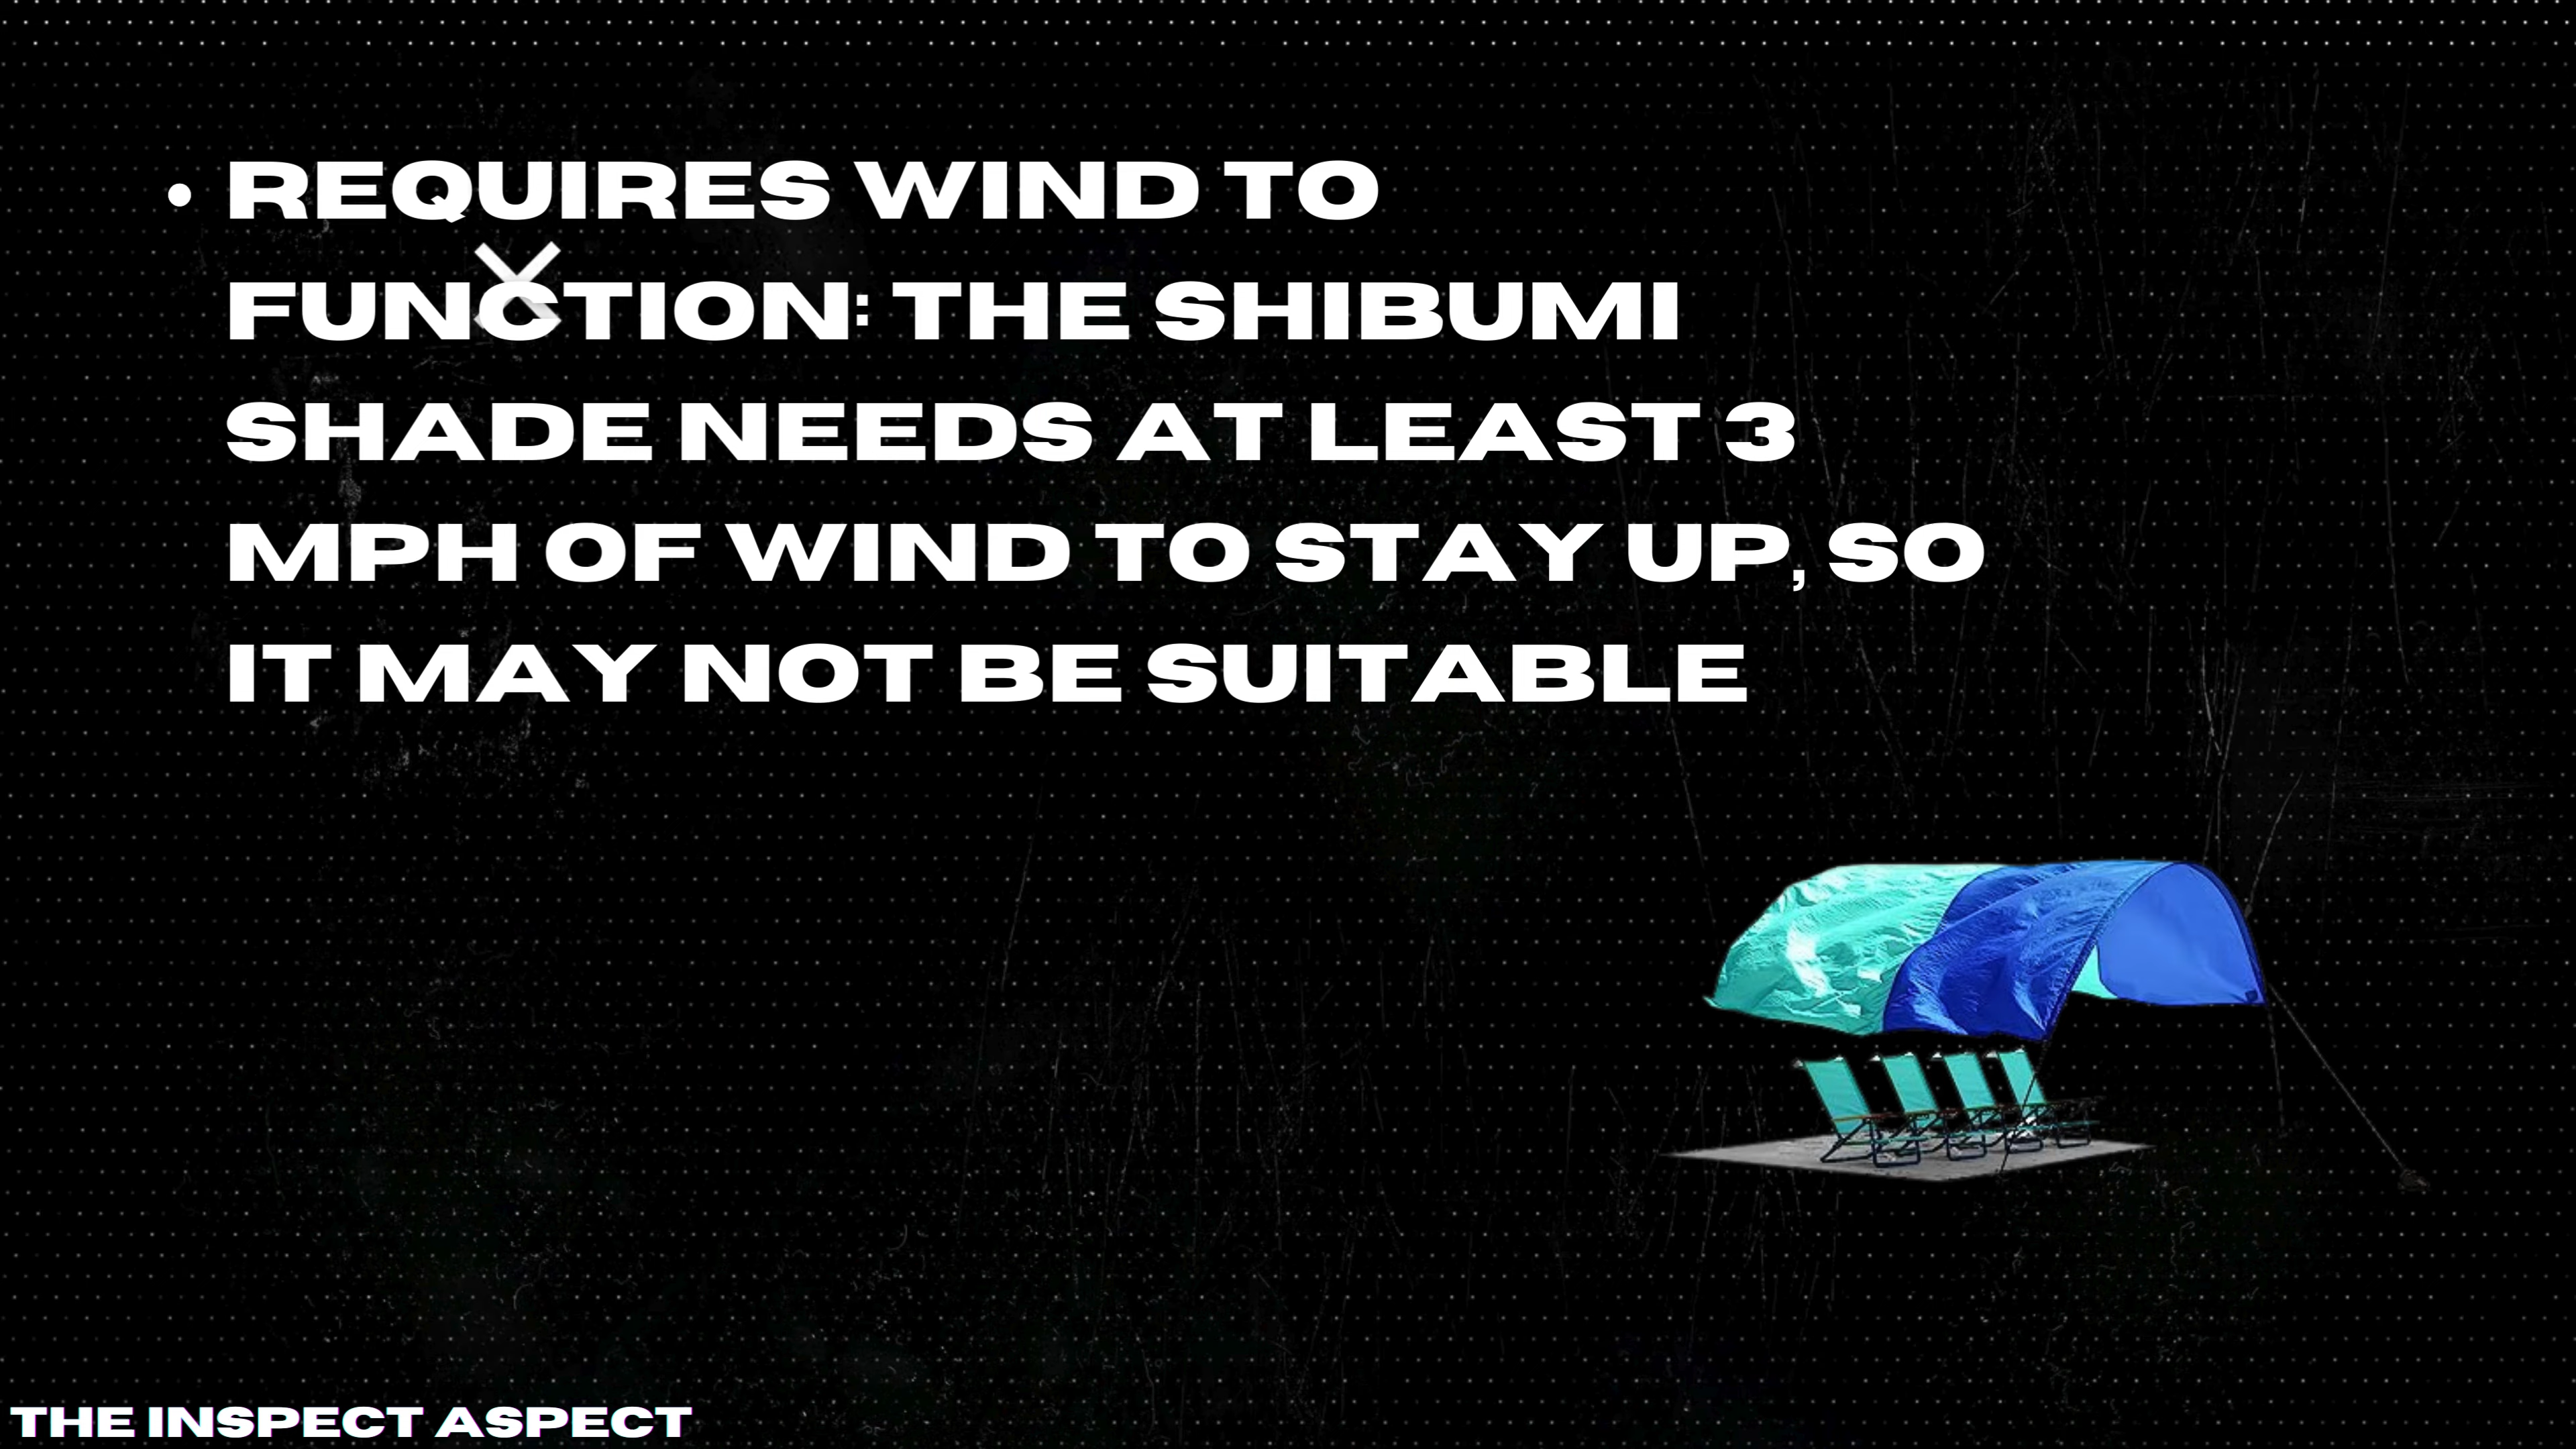 • REQUIRES WIND TO
FUNCTION: THE SHIBUMI
SHADE NEEDS AT LEAST 3
MPH OF WIND TO STAY UP, SO
IT MAY NOT BE SUITABLE
THE INSPECT ASPECT